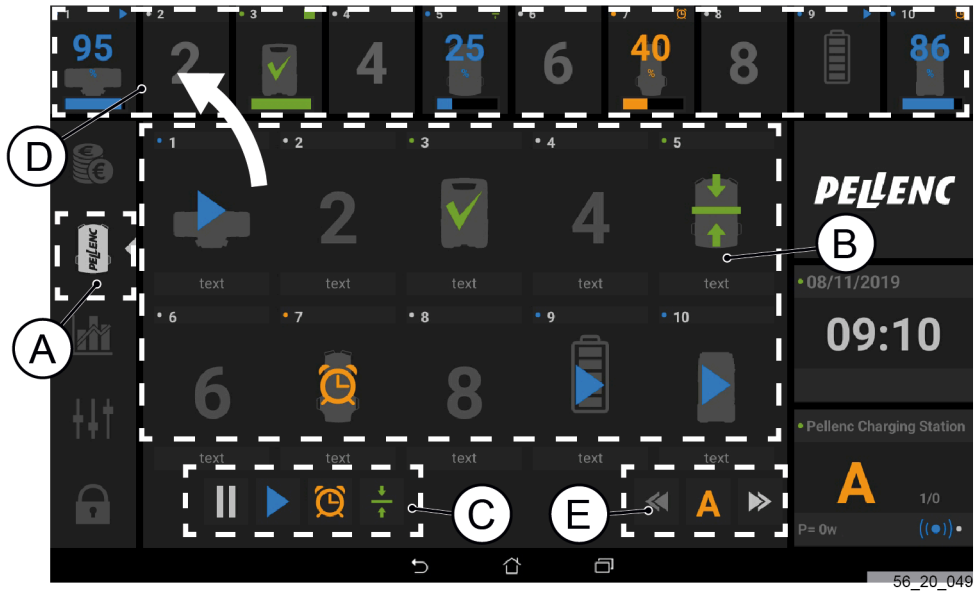 1 2 3 4 5 6 7 8 9 10
95 % 2 4 25 % 6 40 % 8 86 %
D
1 2 3 4 5
2 4
text text text text text
6 7 8 9 10
6 8
text text text text
PELLENC
A
B
PELLENC
08/11/2019
09:10
Pellenc Charging Station
A 1/0
P= 0w
C
E
A
56_20_049